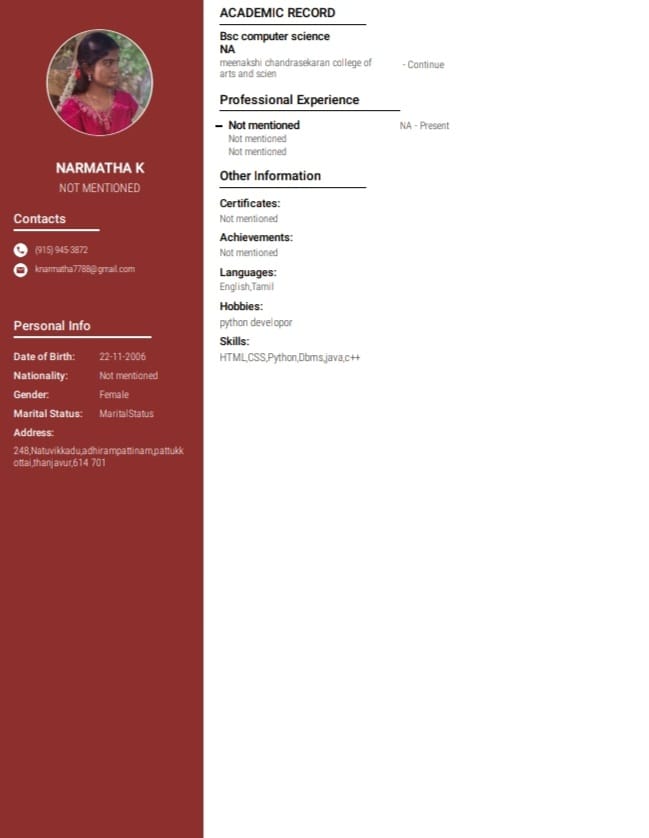 NARMATHA K
NOT MENTIONED
Contacts
(915) 945-3872
knarmatha7788@gmail.com
Personal Info
Date of Birth: 22-11-2006
Nationality: Not mentioned
Gender: Female
Marital Status: MaritalStatus
Address:
248,Natuvikkadu,adhirampattinam,pattukk
ottai,thanjavur,614 701
ACADEMIC RECORD
Bsc computer science
NA
meenakshi chandrasekaran college of - Continue
arts and scien
Professional Experience
Not mentioned NA - Present
Not mentioned
Not mentioned
Other Information
Certificates:
Not mentioned
Achievements:
Not mentioned
Languages:
English,Tamil
Hobbies:
python developor
Skills:
HTML,CSS,Python,Dbms,java,c++